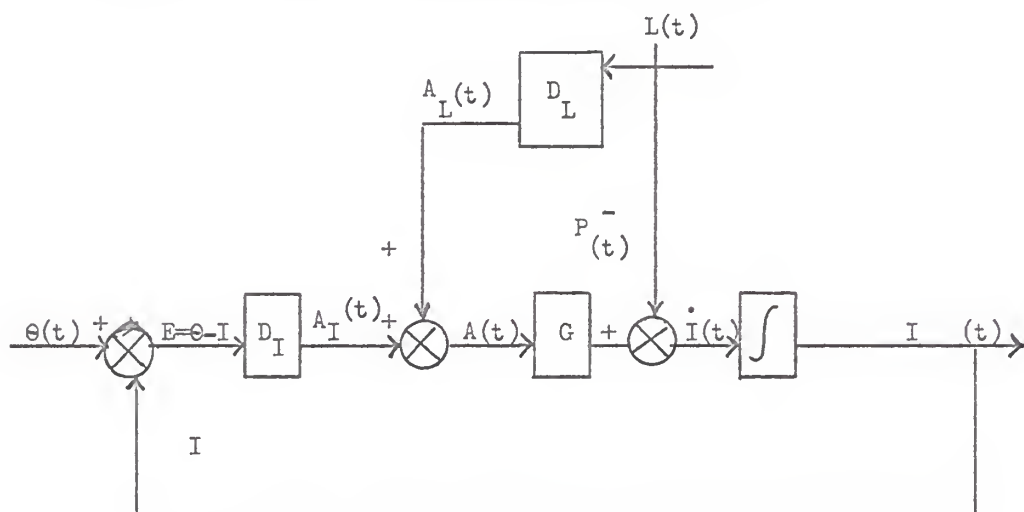 L(t)
A_L(t)
D_L
P(t)
-
+
Θ(t)
+
E=Θ-I
D_I
A_I(t)
+
A(t)
G
+
İ(t)
∫
I (t)
I